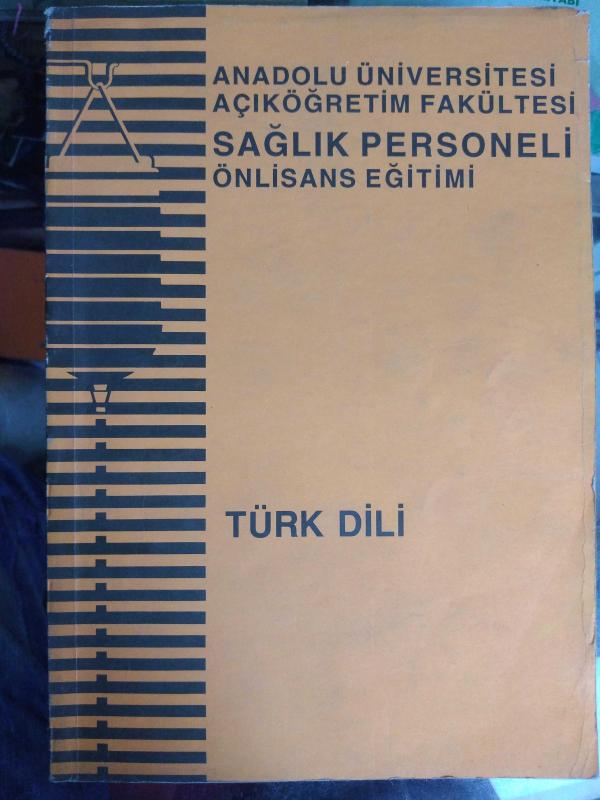 ANADOLU ÜNİVERSİTESİ
AÇIKÖĞRETİM FAKÜLTESİ
SAĞLIK PERSONELİ
ÖNLİSANS EĞİTİMİ
TÜRK DİLİ